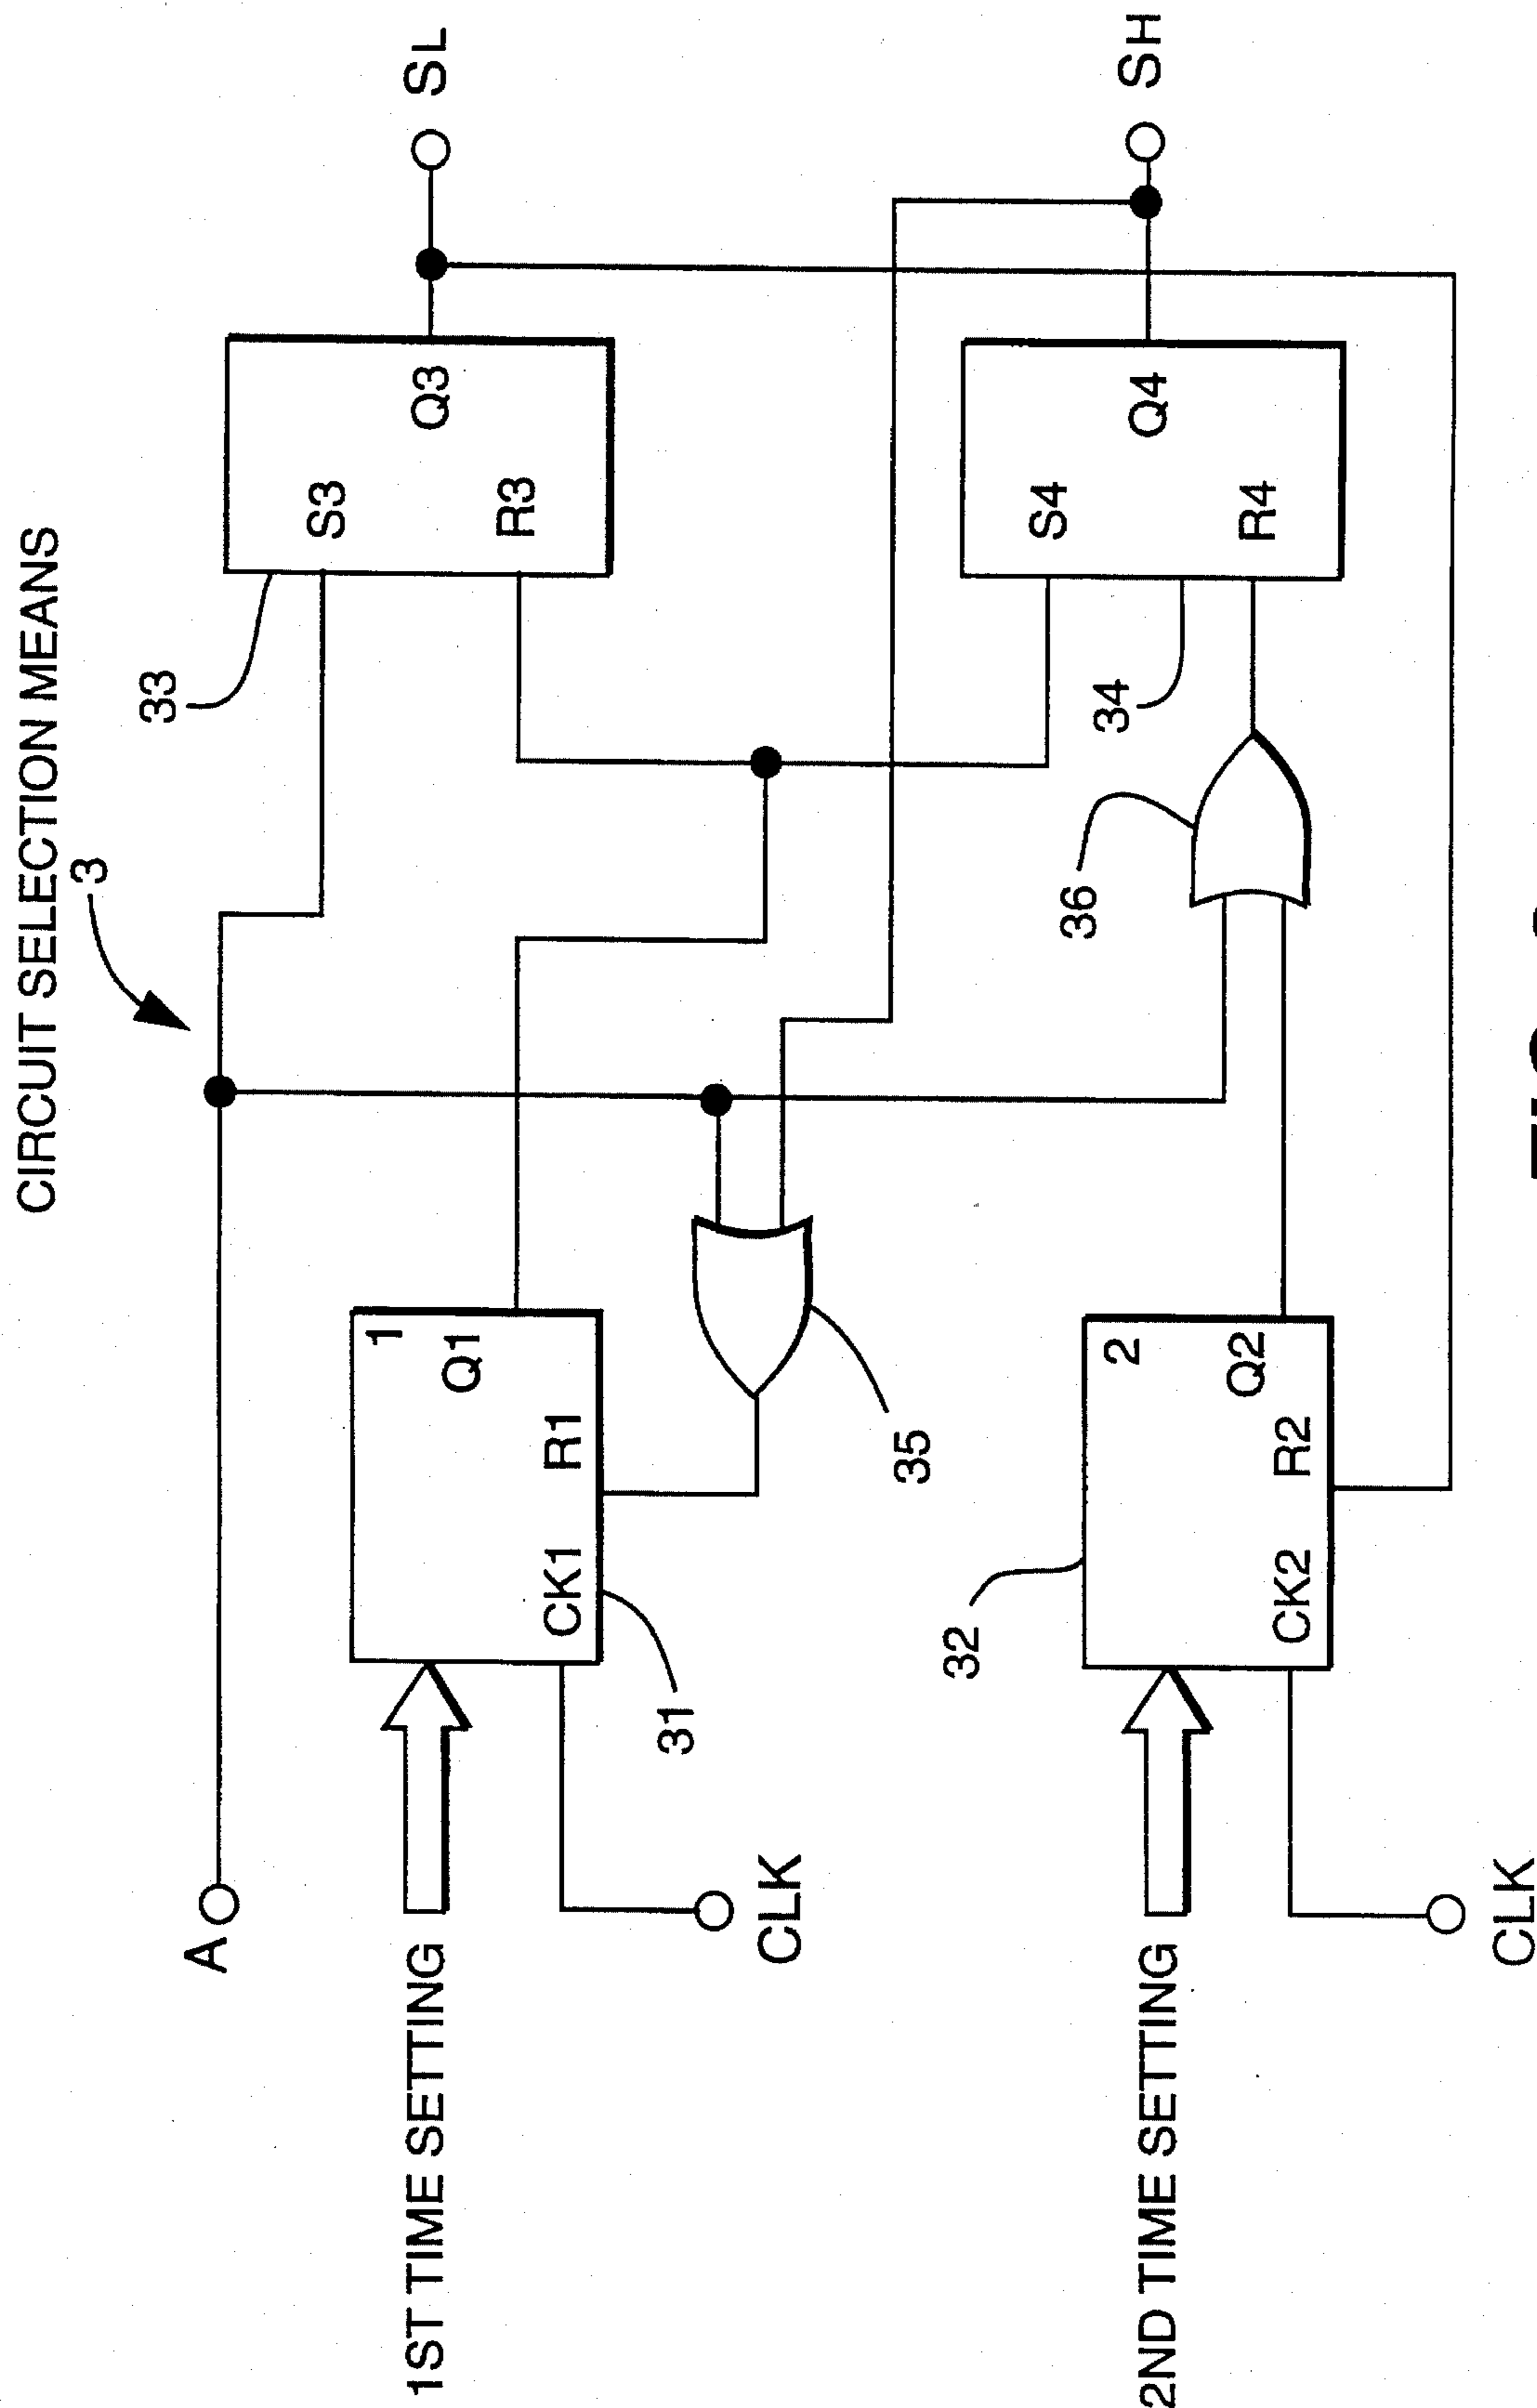 CIRCUIT SELECTION MEANS
3
A
33
S3
Q3
R3
SL
1ST TIME SETTING
1
Q1
R1
CK1
31
CLK
35
36
34
S4
Q4
R4
SH
2ND TIME SETTING
32
2
Q2
R2
CK2
CLK